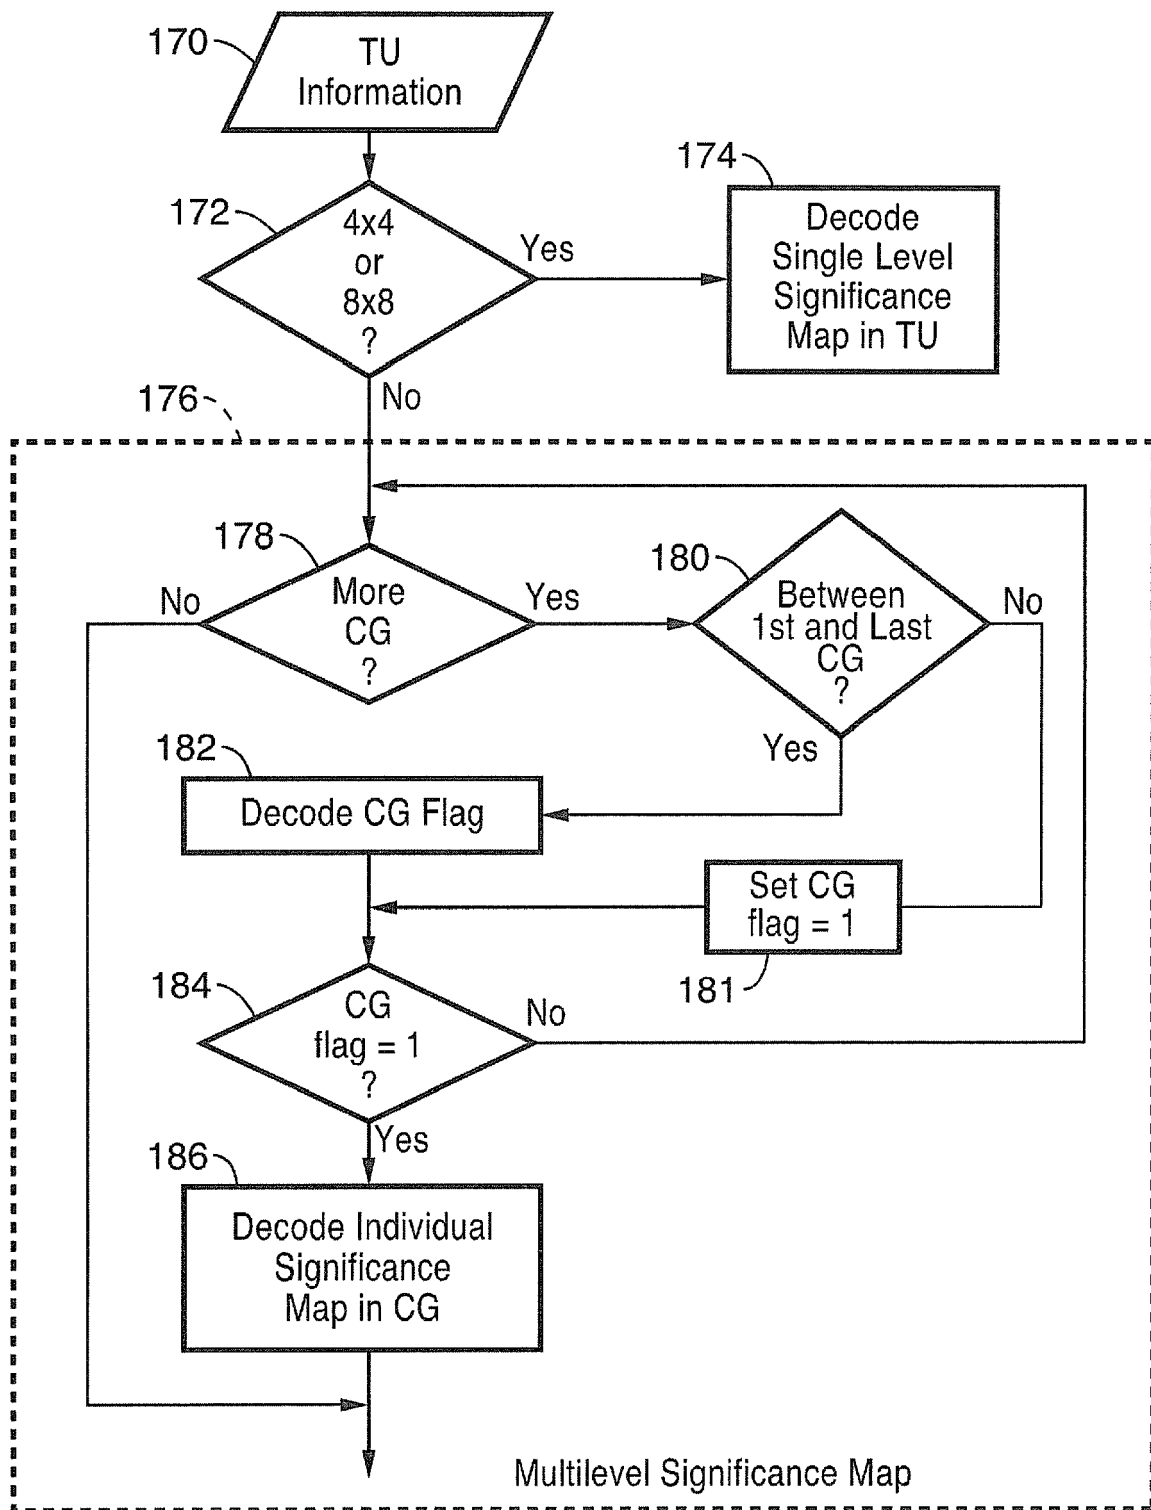 170
TU
Information
172
4x4
or
8x8
?
Yes
174
Decode
Single Level
Significance
Map in TU
No
176
178
More
CG
?
No
Yes
180
Between
1st and Last
CG
?
No
Yes
182
Decode CG Flag
Set CG
flag = 1
181
184
CG
flag = 1
?
No
Yes
186
Decode Individual
Significance
Map in CG
Multilevel Significance Map